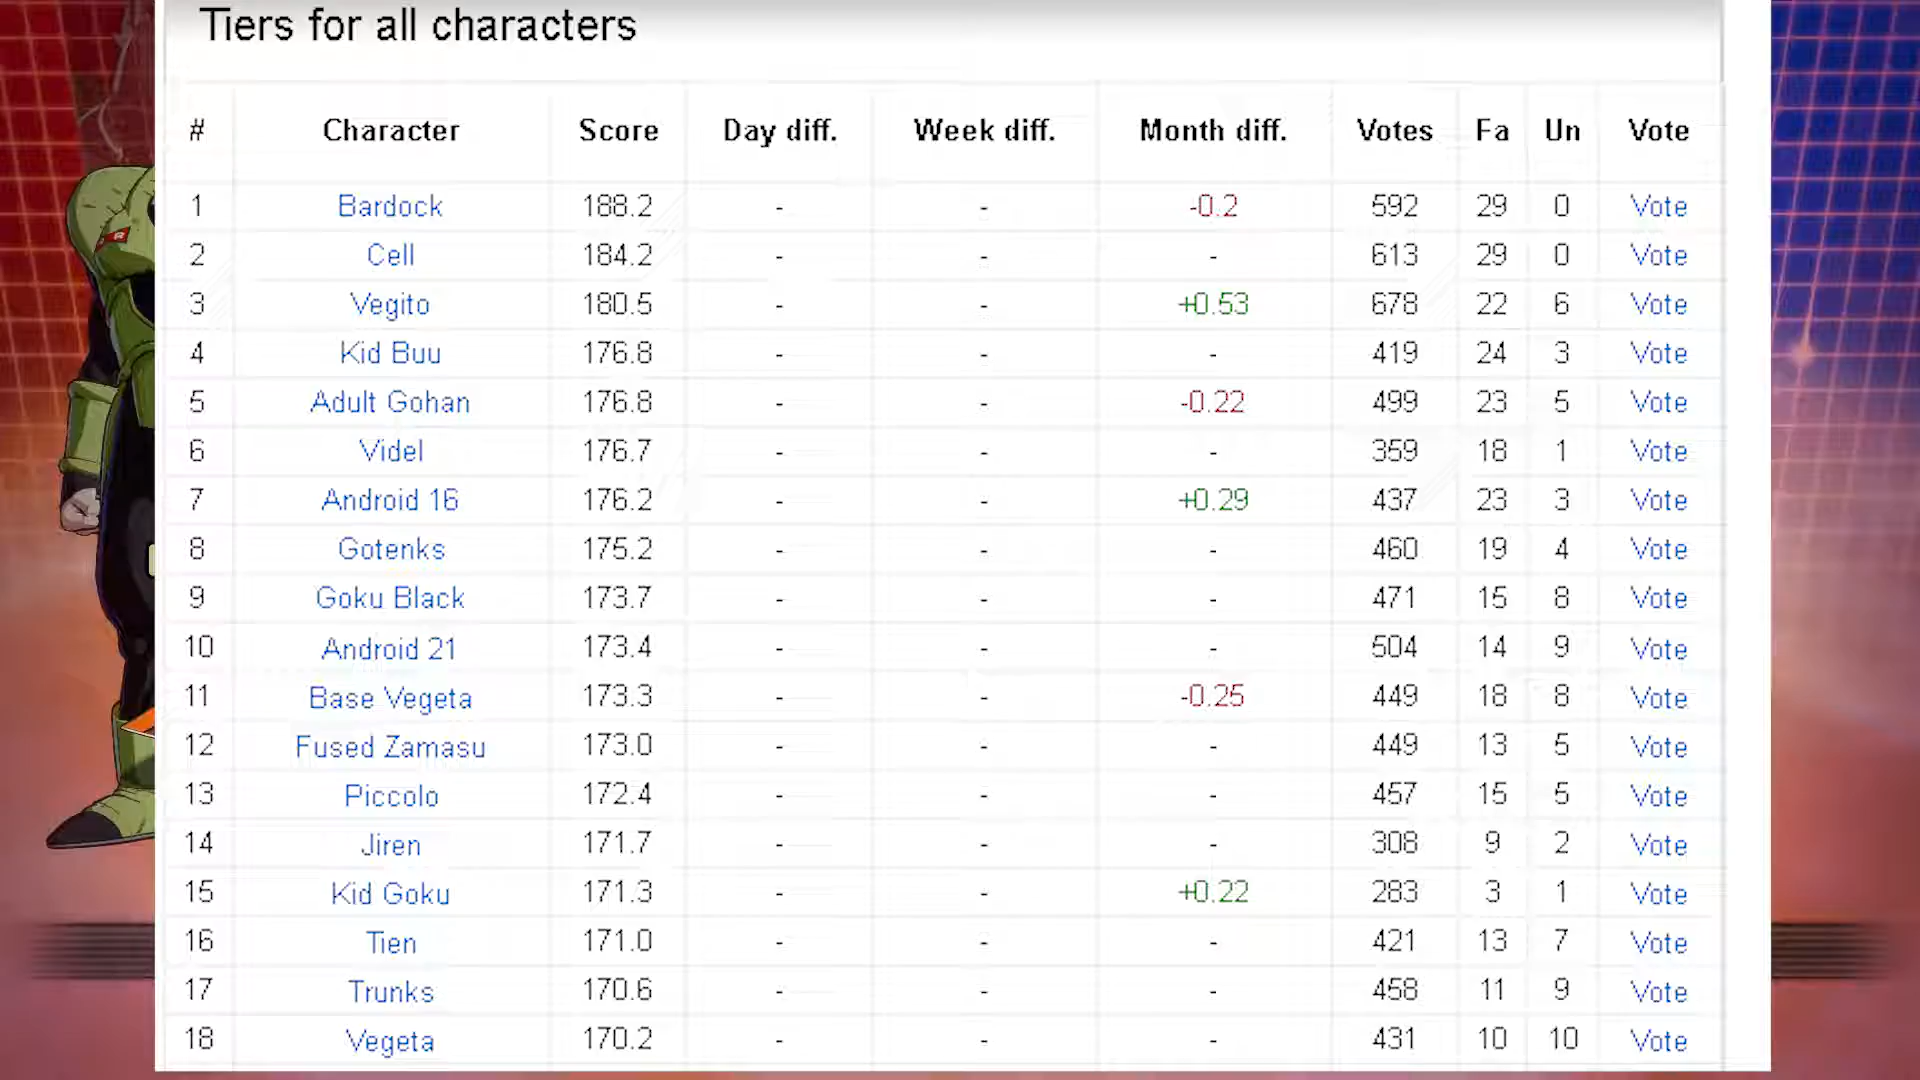 Tiers for all characters
# Character Score Day diff. Week diff. Month diff. Votes Fa Un Vote
1 Bardock 188.2 - - -0.2 592 29 0 Vote
2 Cell 184.2 - - - 613 29 0 Vote
3 Vegito 180.5 - - +0.53 678 22 6 Vote
4 Kid Buu 176.8 - - - 419 24 3 Vote
5 Adult Gohan 176.8 - - -0.22 499 23 5 Vote
6 Videl 176.7 - - - 359 18 1 Vote
7 Android 16 176.2 - - +0.29 437 23 3 Vote
8 Gotenks 175.2 - - - 460 19 4 Vote
9 Goku Black 173.7 - - - 471 15 8 Vote
10 Android 21 173.4 - - - 504 14 9 Vote
11 Base Vegeta 173.3 - - -0.25 449 18 8 Vote
12 Fused Zamasu 173.0 - - - 449 13 5 Vote
13 Piccolo 172.4 - - - 457 15 5 Vote
14 Jiren 171.7 - - - 308 9 2 Vote
15 Kid Goku 171.3 - - +0.22 283 3 1 Vote
16 Tien 171.0 - - - 421 13 7 Vote
17 Trunks 170.6 - - - 458 11 9 Vote
18 Vegeta 170.2 - - - 431 10 10 Vote